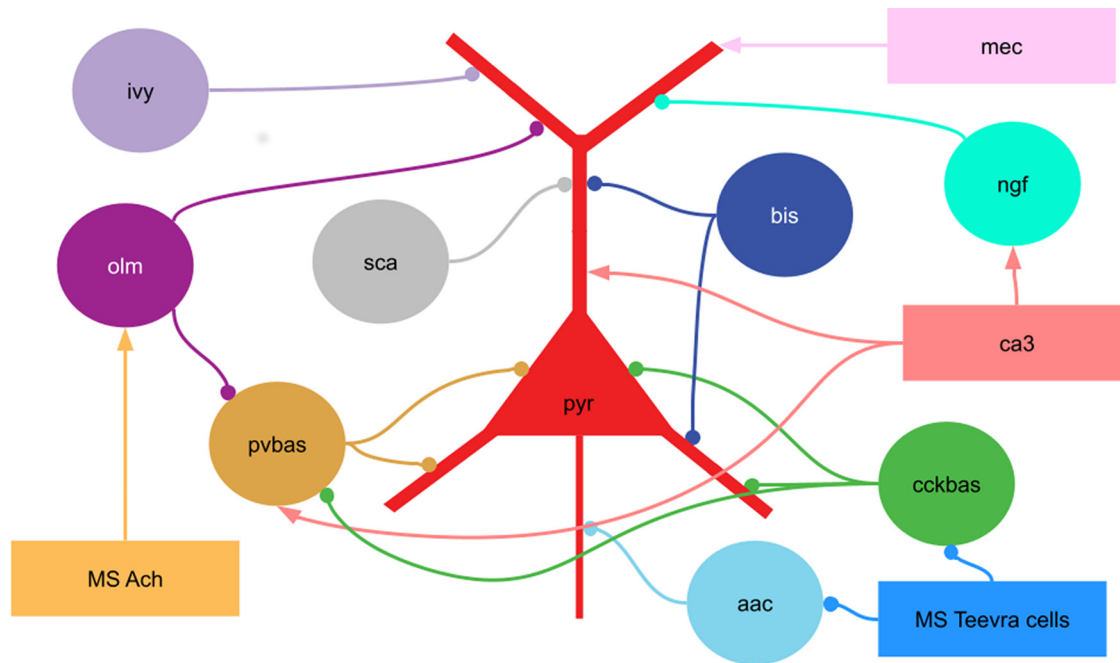 mec
ivy
ngf
bis
olm
sca
ca3
pyr
pvbas
cckbas
MS Ach
aac
MS Teevra cells